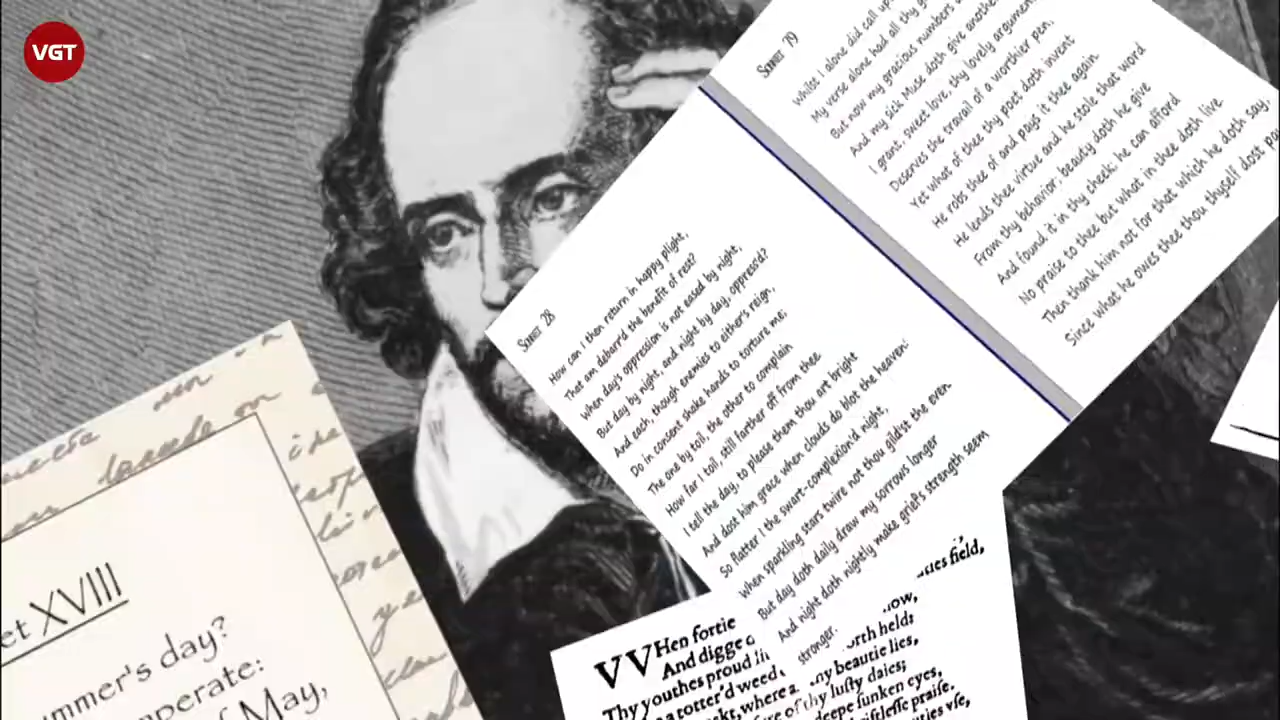 VGT
Sonnet 79
Whilst I alone did call up
My verse alone had all thy g
But now my gracious numbers
And my sick Muse doth give anothe
I grant, sweet love, thy lovely argumen
Deserves the travail of a worthier pen,
Yet what of thee thy poet doth invent
He robs thee of and pays it thee again.
He lends thee virtue and he stole that word
From thy behavior; beauty doth he give
And found it in thy cheek; he can afford
No praise to thee but what in thee doth live.
Then thank him not for that which he doth say,
Since what he owes thee thou thyself dost pa
Sonnet 28
How can I then return in happy plight,
That am debarr'd the benefit of rest?
When day's oppression is not eased by night,
But day by night, and night by day, oppress'd?
And each, though enemies to either's reign,
Do in consent shake hands to torture me;
The one by toil, the other to complain
How far I toil, still farther off from thee.
I tell the day, to please them thou art bright
And dost him grace when clouds do blot the heaven:
So flatter I the swart-complexion'd night,
When sparkling stars twire not thou gild'st the even
But day doth daily draw my sorrows longer
And night doth nightly make grief's strength seem
stronger.
et XVIII
ummer's day?
mperate:
f May,
VVHen fortie
And digge
Thy youthes proud li
a totter'd weed
skt, where a
ties field,
ow,
orth held:
ny beautie lies,
re of thy lusty daies;
deepe sunken eyes,
praise.